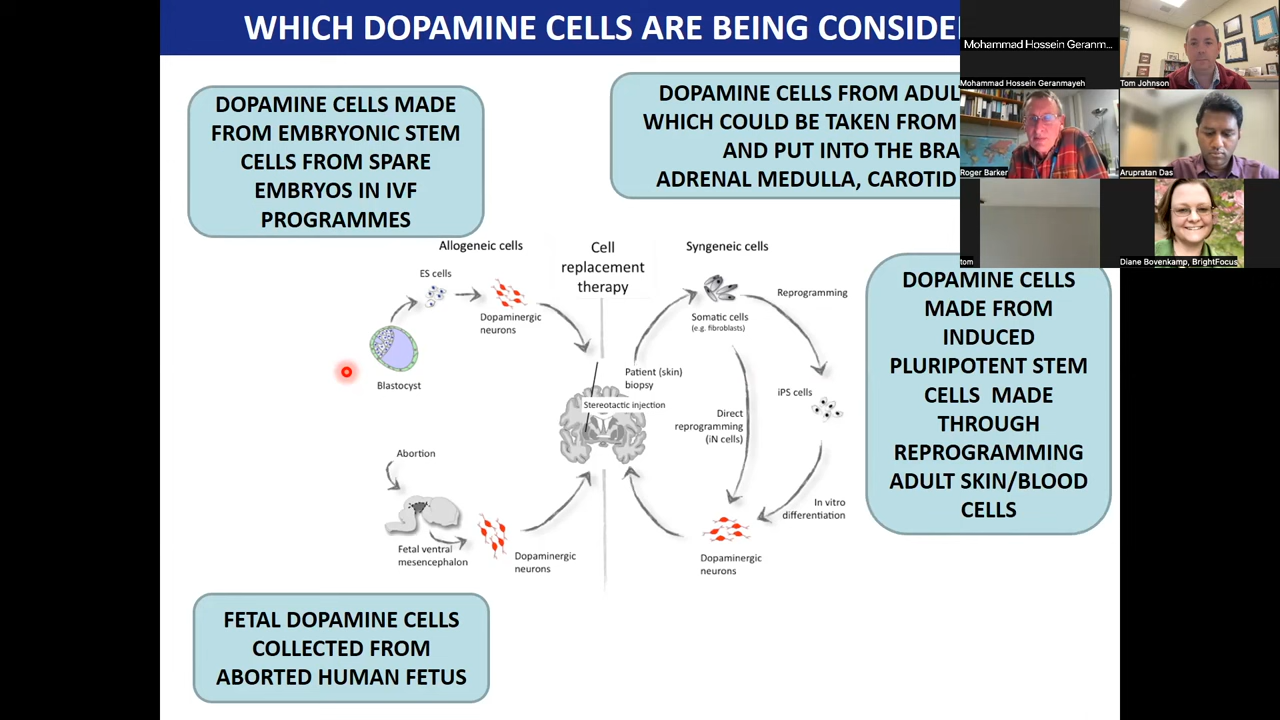 WHICH DOPAMINE CELLS ARE BEING
DOPAMINE CELLS MADE
FROM EMBRYONIC STEM
CELLS FROM SPARE
EMBRYOS IN IVF
PROGRAMMES
DOPAMINE CELLS FROM
WHICH COULD BE TAKEN FROM
AND PUT INTO THE
ADRENAL MEDULLA, CAROTID
Mohammad Hossein Geranm...
Mohammad Hossein Geranmayeh
Tom Johnson
Roger Barker
Arupratan Das
tom
Diane Bovenkamp, BrightFocus
Allogeneic cells
Cell
replacement
therapy
Syngeneic cells
ES cells
Dopaminergic
neurons
Blastocyst
Somatic cells
(e.g. fibroblasts)
Reprogramming
Patient (skin)
biopsy
Stereotactic injection
Direct
reprogramming
(iN cells)
iPS cells
Abortion
Fetal ventral
mesencephalon
Dopaminergic
neurons
In vitro
differentiation
Dopaminergic
neurons
DOPAMINE CELLS
MADE FROM
INDUCED
PLURIPOTENT STEM
CELLS MADE
THROUGH
REPROGRAMMING
ADULT SKIN/BLOOD
CELLS
FETAL DOPAMINE CELLS
COLLECTED FROM
ABORTED HUMAN FETUS